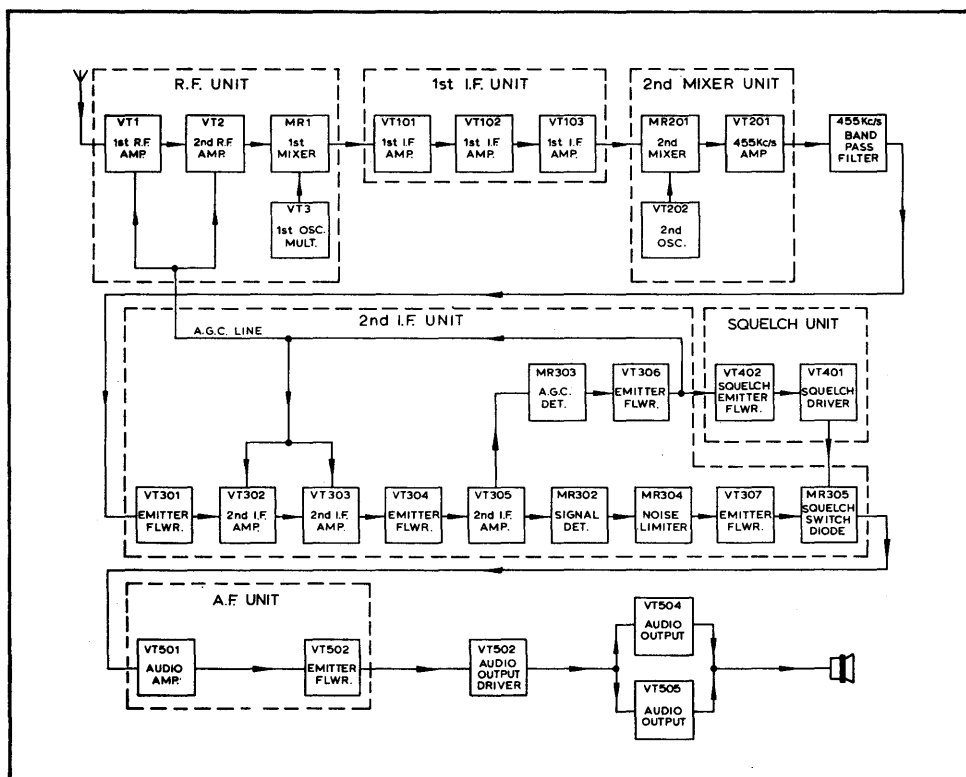 R.F. UNIT
1st I.F. UNIT
2nd MIXER UNIT
VT1
1st R.F.
AMP.
VT2
2nd R.F.
AMP.
MR1
1st
MIXER
VT3
1st OSC.
MULT.
VT101
1st I.F.
AMP.
VT102
1st I.F.
AMP.
VT103
1st I.F.
AMP.
MR201
2nd
MIXER
VT201
455Kc/s
AMP
VT202
2nd
OSC.
455Kc/s
BAND
PASS
FILTER
2nd I.F. UNIT
SQUELCH UNIT
A.G.C. LINE
MR303
A.G.C.
DET.
VT306
EMITTER
FLWR.
VT402
SQUELCH
EMITTER
FLWR.
VT401
SQUELCH
DRIVER
VT301
EMITTER
FLWR.
VT302
2nd I.F.
AMP.
VT303
2nd I.F.
AMP.
VT304
EMITTER
FLWR.
VT305
2nd I.F.
AMP.
MR302
SIGNAL
DET.
MR304
NOISE
LIMITER
VT307
EMITTER
FLWR.
MR305
SQUELCH
SWITCH
DIODE
A.F. UNIT
VT501
AUDIO
AMP.
VT502
EMITTER
FLWR.
VT502
AUDIO
OUTPUT
DRIVER
VT504
AUDIO
OUTPUT
VT505
AUDIO
OUTPUT